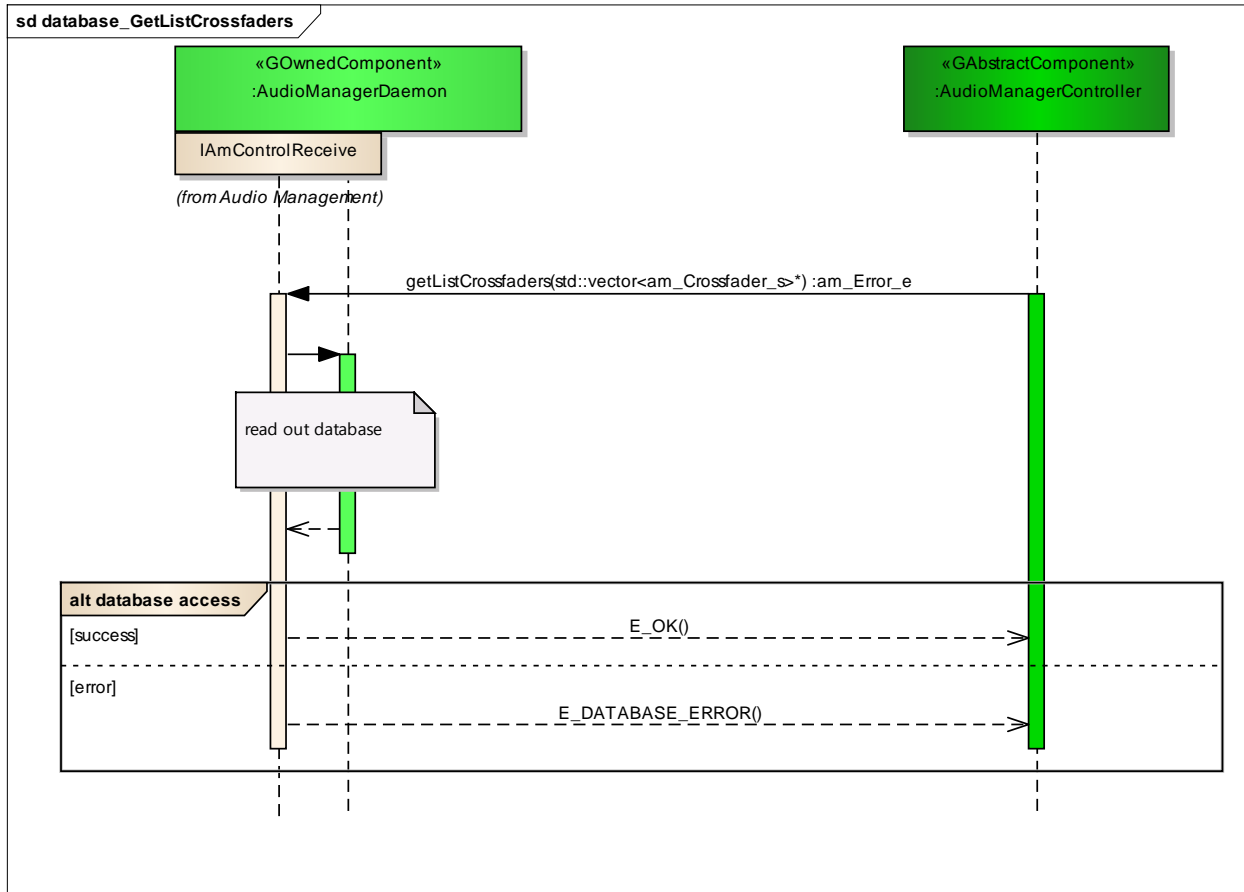 sd database_GetListCrossfaders
«GOwnedComponent»
:AudioManagerDaemon
«GAbstractComponent»
:AudioManagerController
IAmControlReceive
(from Audio Management)
getListCrossfaders(std::vector<am_Crossfader_s>*) :am_Error_e
read out database
alt database access
[success]
E_OK()
[error]
E_DATABASE_ERROR()